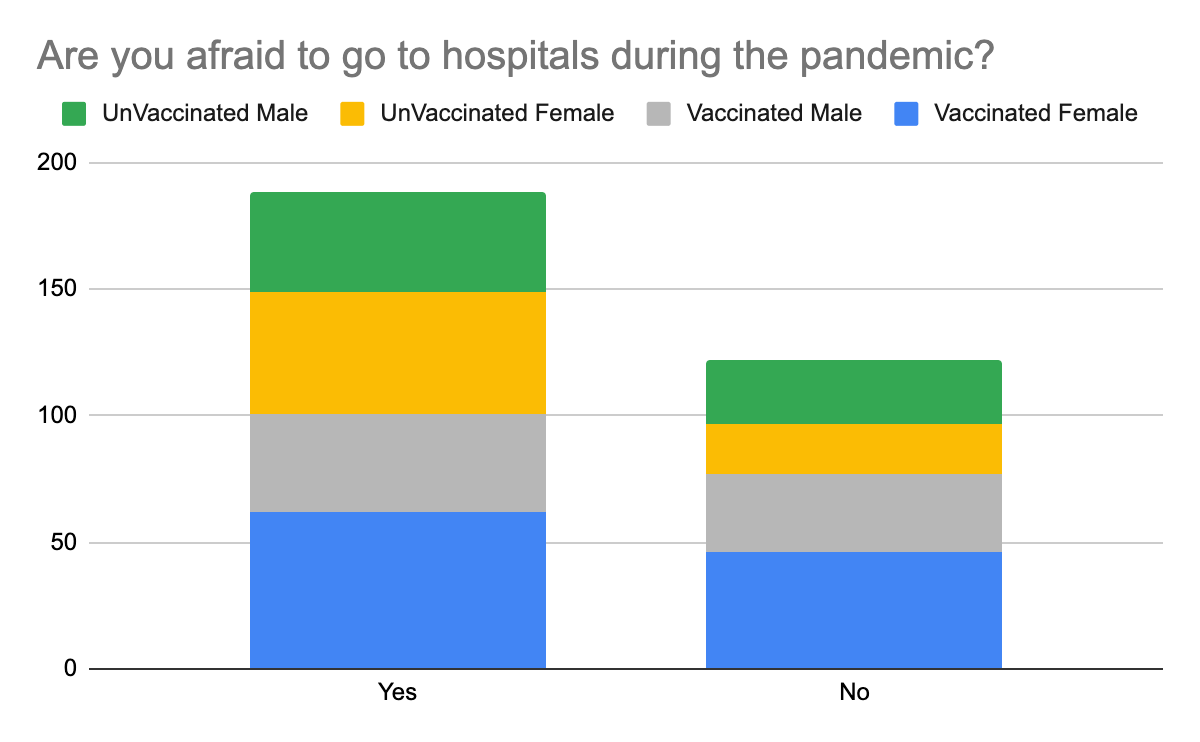 Are you afraid to go to hospitals during the pandemic?
UnVaccinated Male UnVaccinated Female Vaccinated Male Vaccinated Female
200
150
100
50
0
Yes No